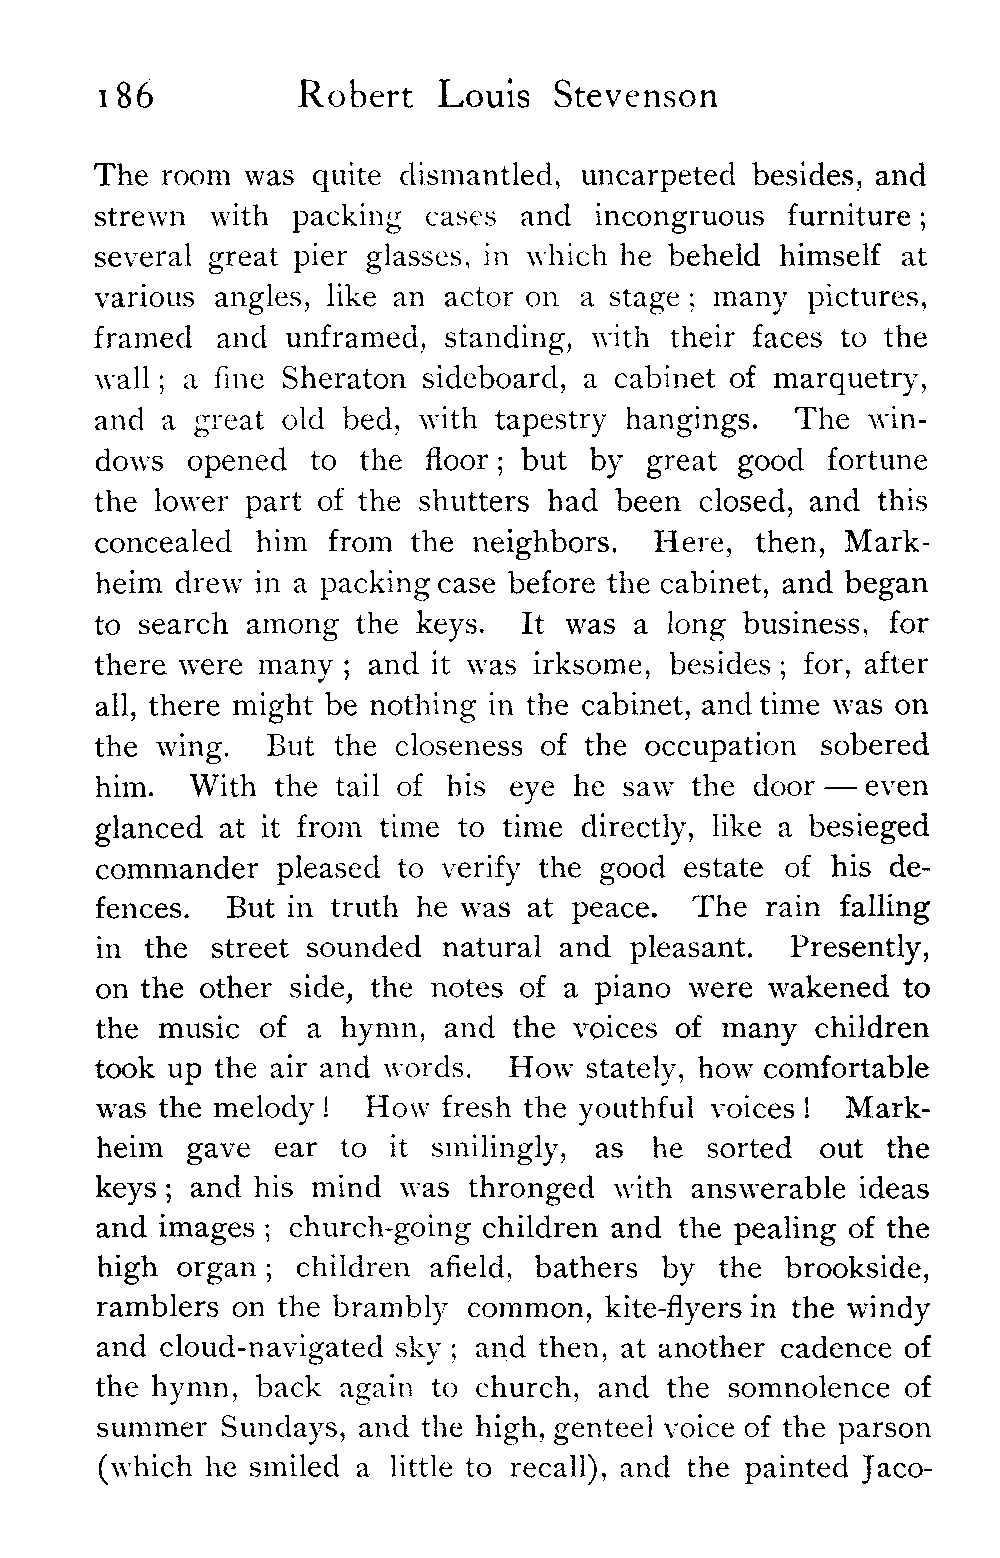 186 Robert Louis Stevenson
The room was quite dismantled, uncarpeted besides, and
strewn with packing cases and incongruous furniture ;
several great pier glasses, in which he beheld himself at
various angles, like an actor on a stage ; many pictures,
framed and unframed, standing, with their faces to the
wall ; a fine Sheraton sideboard, a cabinet of marquetry,
and a great old bed, with tapestry hangings. The win-
dows opened to the floor ; but by great good fortune
the lower part of the shutters had been closed, and this
concealed him from the neighbors. Here, then, Mark-
heim drew in a packing case before the cabinet, and began
to search among the keys. It was a long business, for
there were many ; and it was irksome, besides ; for, after
all, there might be nothing in the cabinet, and time was on
the wing. But the closeness of the occupation sobered
him. With the tail of his eye he saw the door — even
glanced at it from time to time directly, like a besieged
commander pleased to verify the good estate of his de-
fences. But in truth he was at peace. The rain falling
in the street sounded natural and pleasant. Presently,
on the other side, the notes of a piano were wakened to
the music of a hymn, and the voices of many children
took up the air and words. How stately, how comfortable
was the melody ! How fresh the youthful voices ! Mark-
heim gave ear to it smilingly, as he sorted out the
keys ; and his mind was thronged with answerable ideas
and images ; church-going children and the pealing of the
high organ ; children afield, bathers by the brookside,
ramblers on the brambly common, kite-flyers in the windy
and cloud-navigated sky ; and then, at another cadence of
the hymn, back again to church, and the somnolence of
summer Sundays, and the high, genteel voice of the parson
(which he smiled a little to recall), and the painted Jaco-